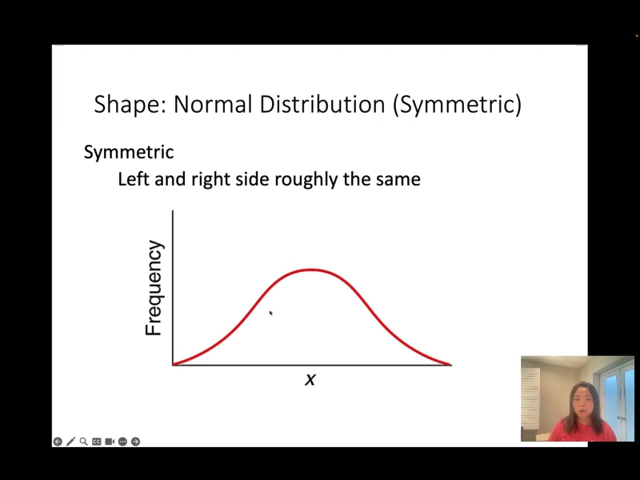 Shape: Normal Distribution (Symmetric)
Symmetric
Left and right side roughly the same
Frequency
x